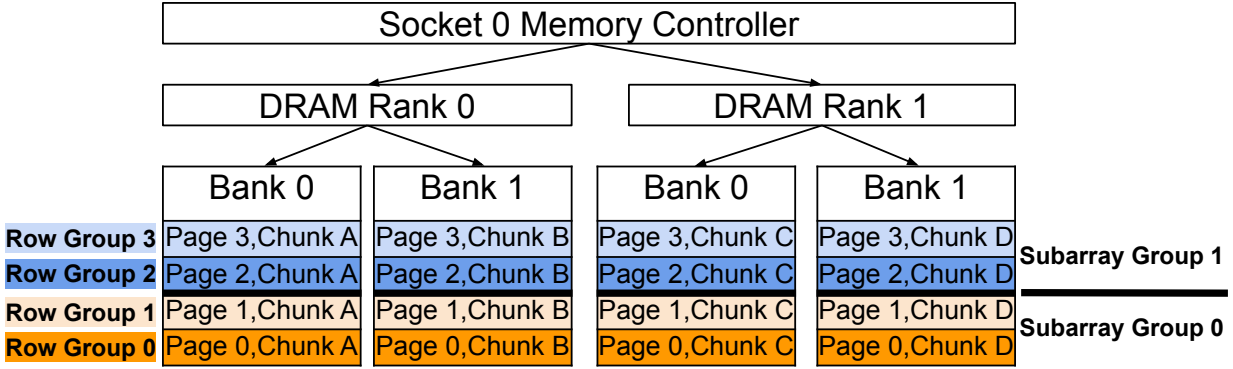 Socket 0 Memory Controller
DRAM Rank 0 DRAM Rank 1
Bank 0 Bank 1 Bank 0 Bank 1
Row Group 3 Page 3,Chunk A Page 3,Chunk B Page 3,Chunk C Page 3,Chunk D
Subarray Group 1
Row Group 2 Page 2,Chunk A Page 2,Chunk B Page 2,Chunk C Page 2,Chunk D
Row Group 1 Page 1,Chunk A Page 1,Chunk B Page 1,Chunk C Page 1,Chunk D
Subarray Group 0
Row Group 0 Page 0,Chunk A Page 0,Chunk B Page 0,Chunk C Page 0,Chunk D